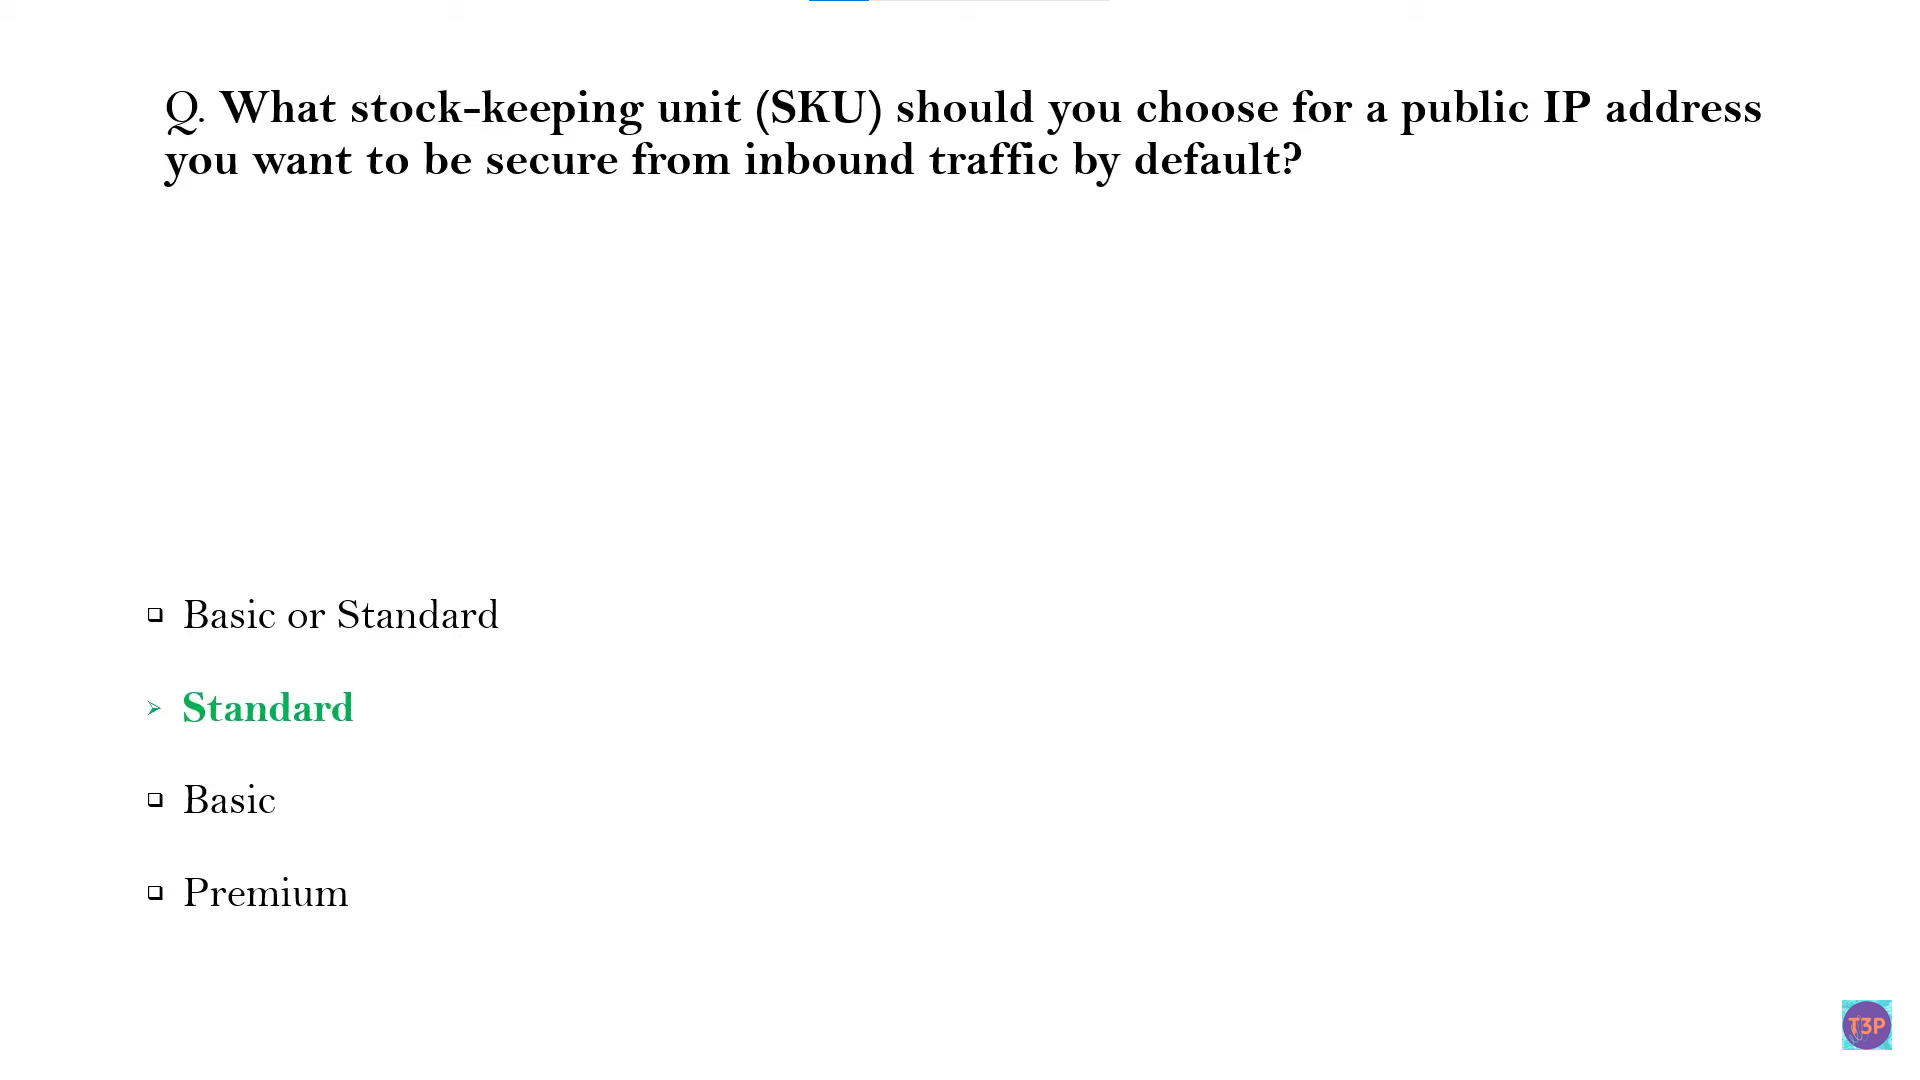 Q. What stock-keeping unit (SKU) should you choose for a public IP address
you want to be secure from inbound traffic by default?
Basic or Standard
Standard
Basic
Premium
T3P